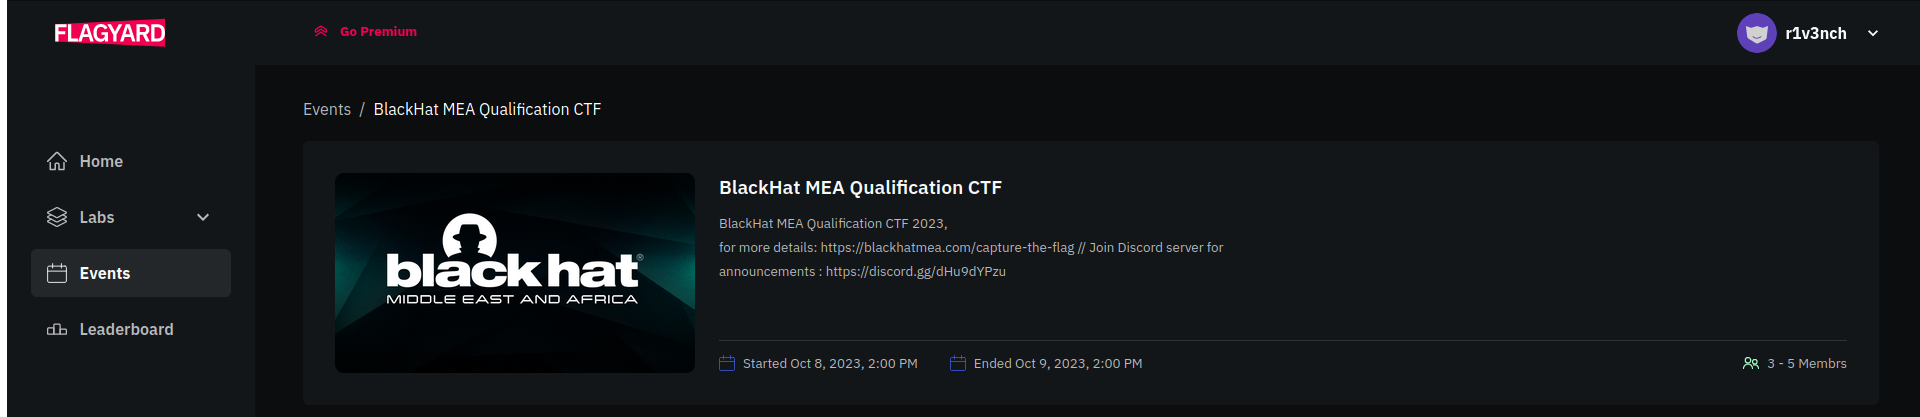 FLAGYARD
Go Premium
r1v3nch
Home
Labs
Events
Leaderboard
Events / BlackHat MEA Qualification CTF
black hat®
MIDDLE EAST AND AFRICA
BlackHat MEA Qualification CTF
BlackHat MEA Qualification CTF 2023,
for more details: https://blackhatmea.com/capture-the-flag // Join Discord server for
announcements : https://discord.gg/dHu9dYPzu
Started Oct 8, 2023, 2:00 PM
Ended Oct 9, 2023, 2:00 PM
3 - 5 Membrs